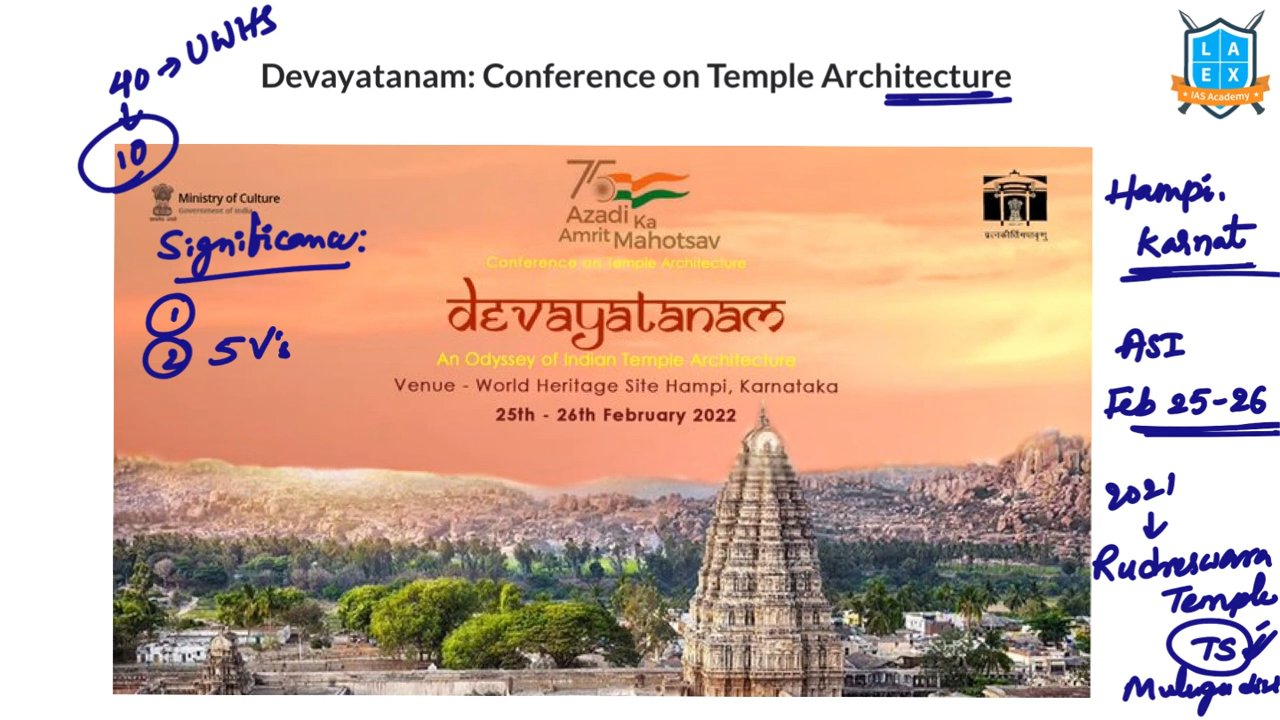 40 → UWHS
↓
10
Devayatanam: Conference on Temple Architecture
L A
E X
IAS Academy
Ministry of Culture
Government of India
75
Azadi Ka
Amrit Mahotsav
Conference on Temple Architecture
devayatanam
An Odyssey of Indian Temple Architecture
Venue - World Heritage Site Hampi, Karnataka
25th - 26th February 2022
Significance:
1
2 5 V's
Hampi.
Karnat
ASI
Feb 25-26
2021
↓
Rudreswara
Temple
TS
Mulugu dist